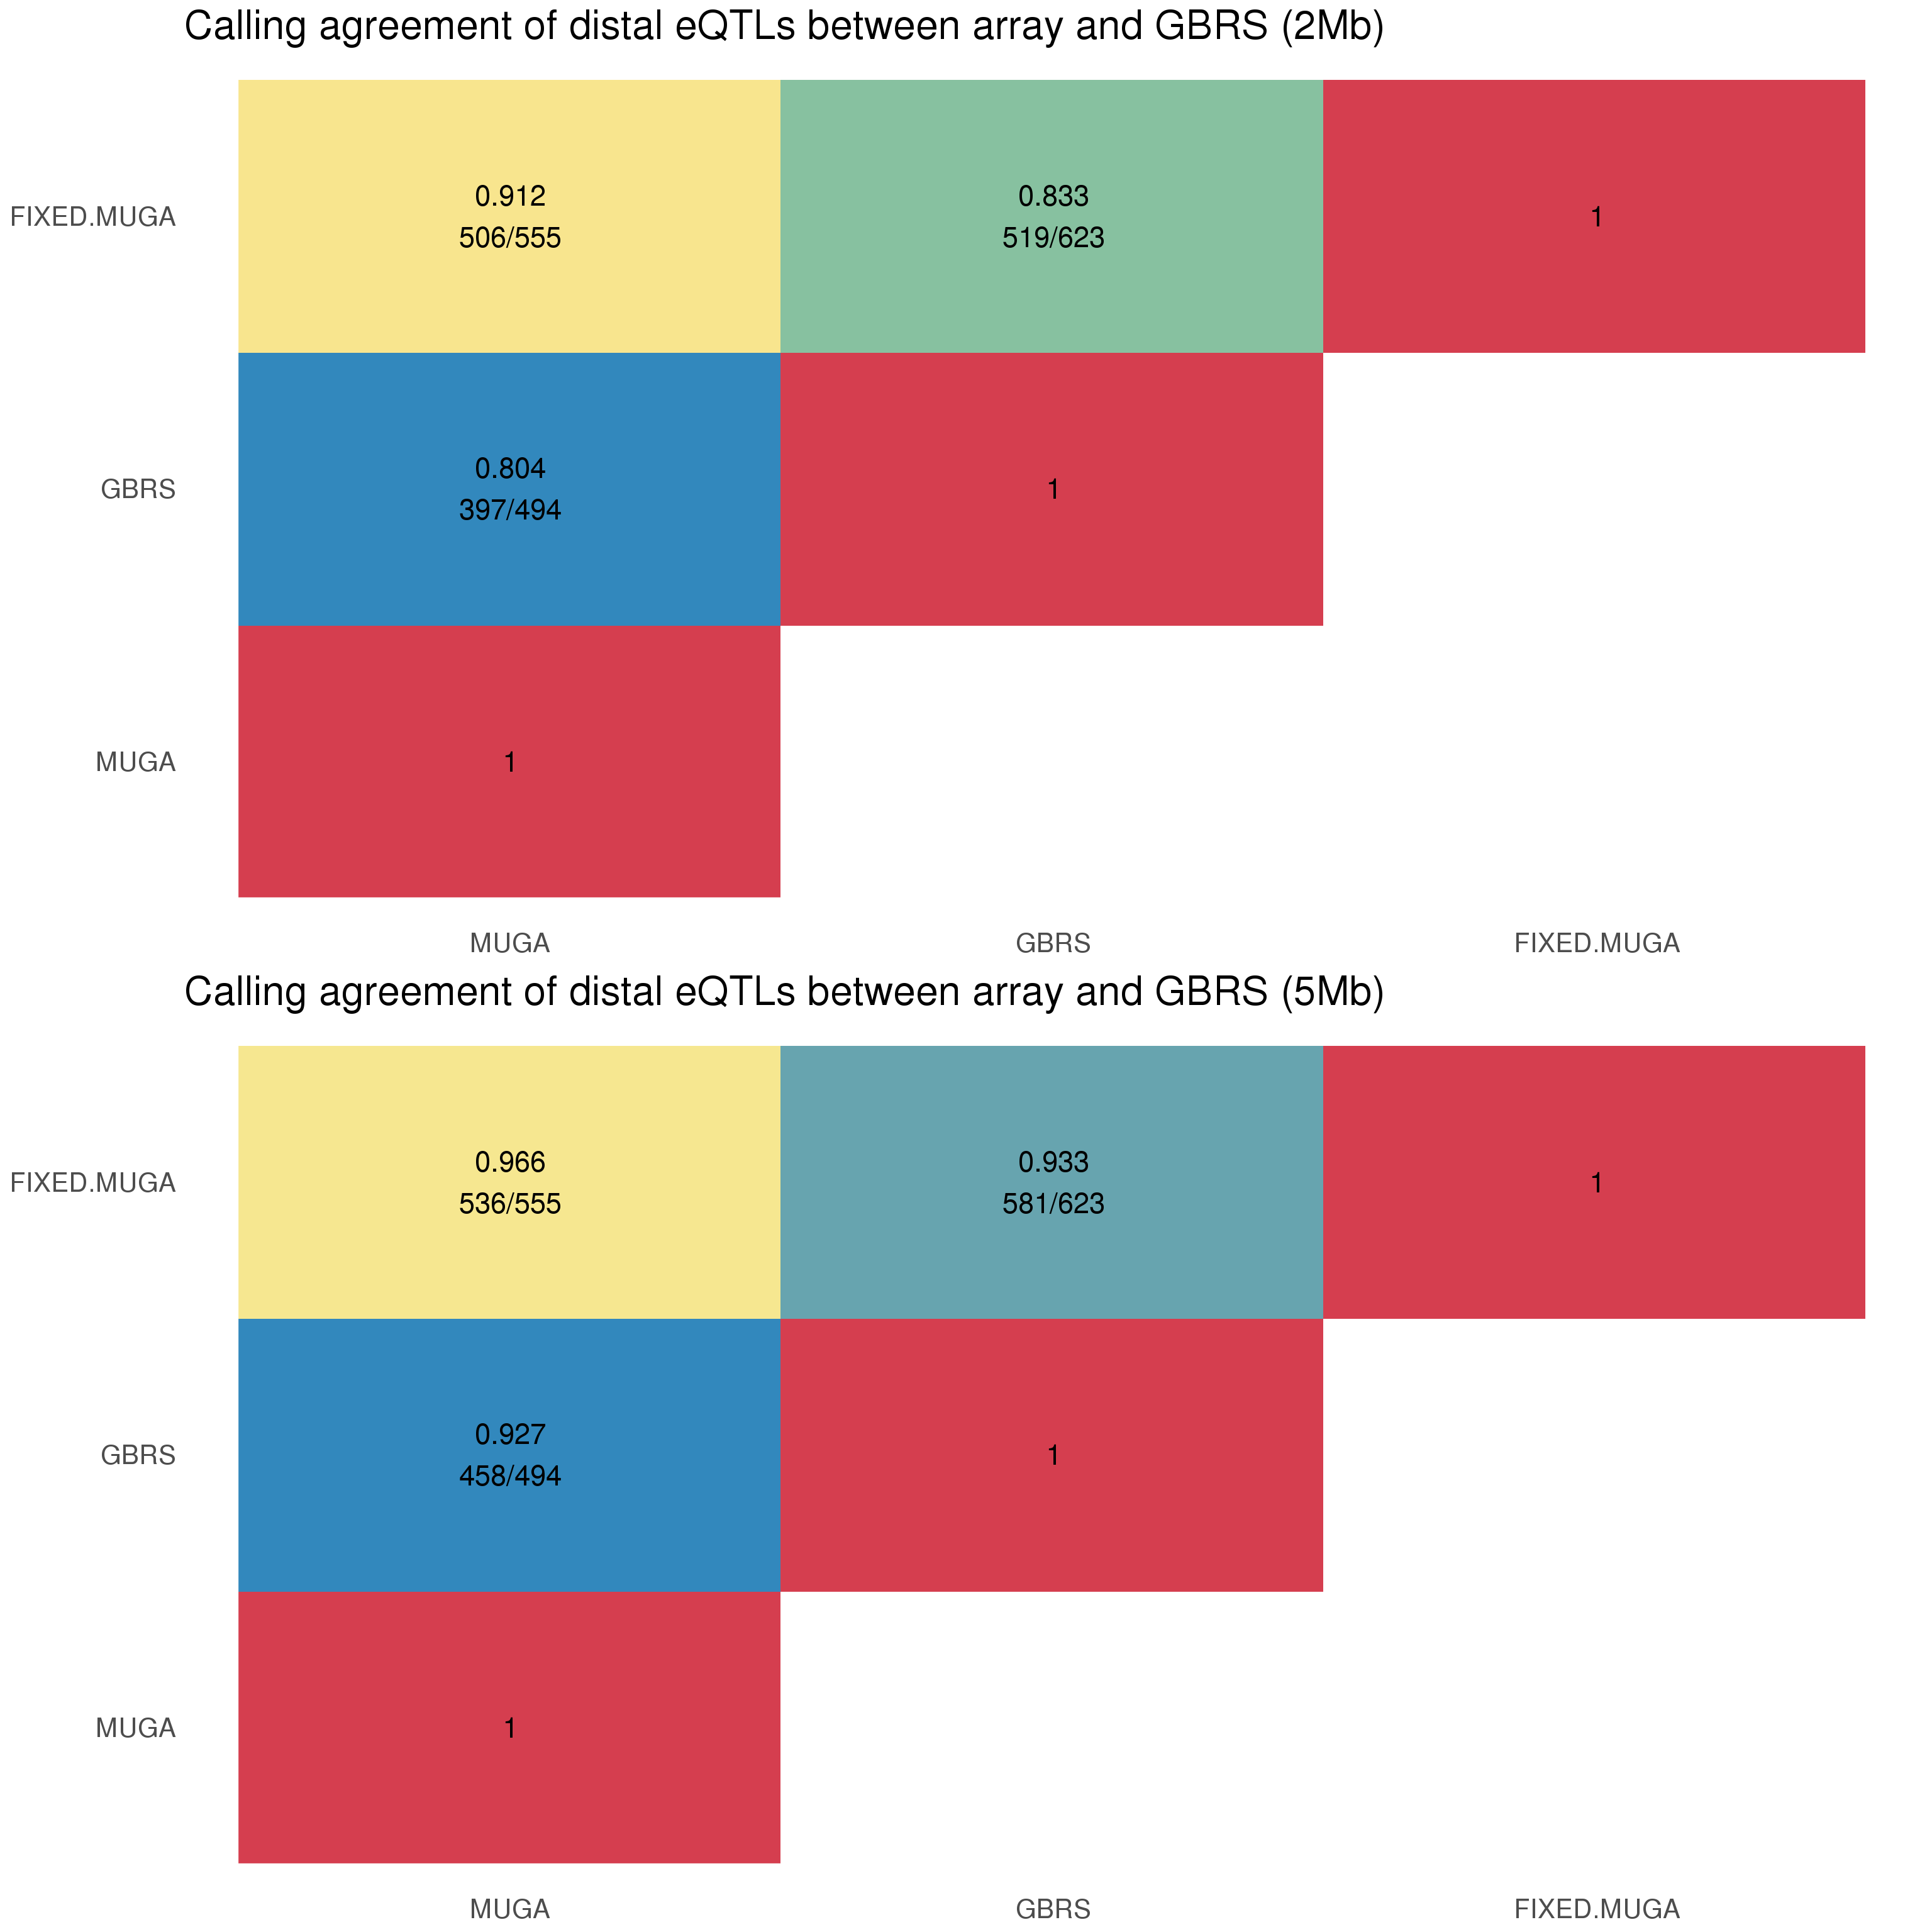 Calling agreement of distal eQTLs between array and GBRS (2Mb)
FIXED.MUGA
0.912
506/555
0.833
519/623
1
GBRS
0.804
397/494
1
MUGA
1
MUGA GBRS FIXED.MUGA
Calling agreement of distal eQTLs between array and GBRS (5Mb)
FIXED.MUGA
0.966
536/555
0.933
581/623
1
GBRS
0.927
458/494
1
MUGA
1
MUGA GBRS FIXED.MUGA